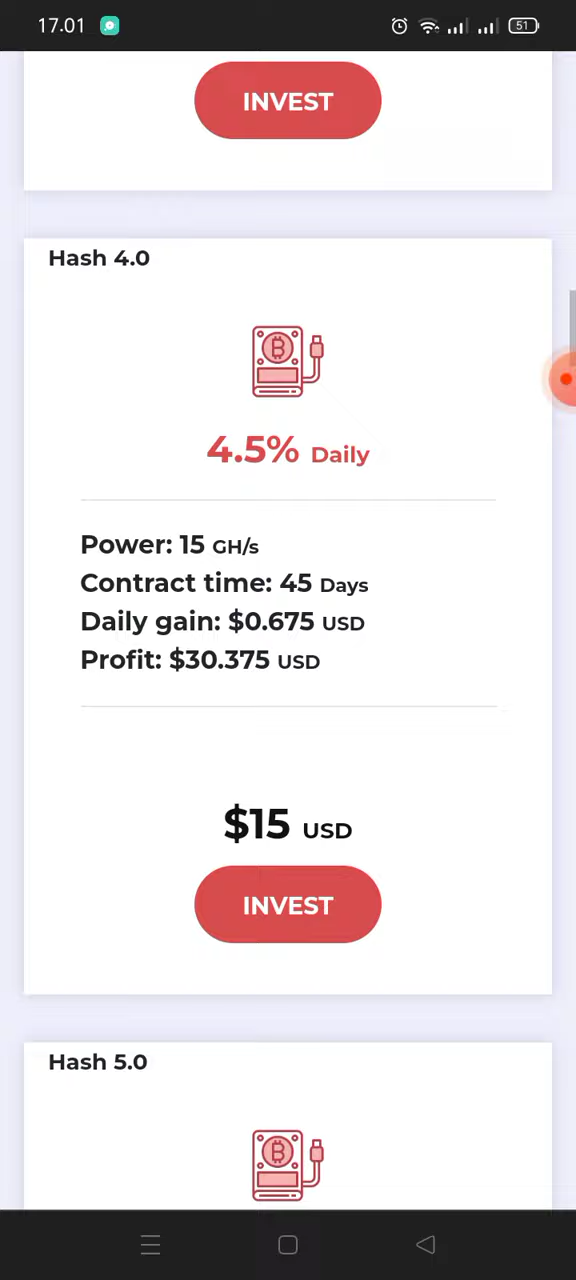 17.01
51
INVEST
Hash 4.0
4.5% Daily
Power: 15 GH/s
Contract time: 45 Days
Daily gain: $0.675 USD
Profit: $30.375 USD
$15 USD
INVEST
Hash 5.0